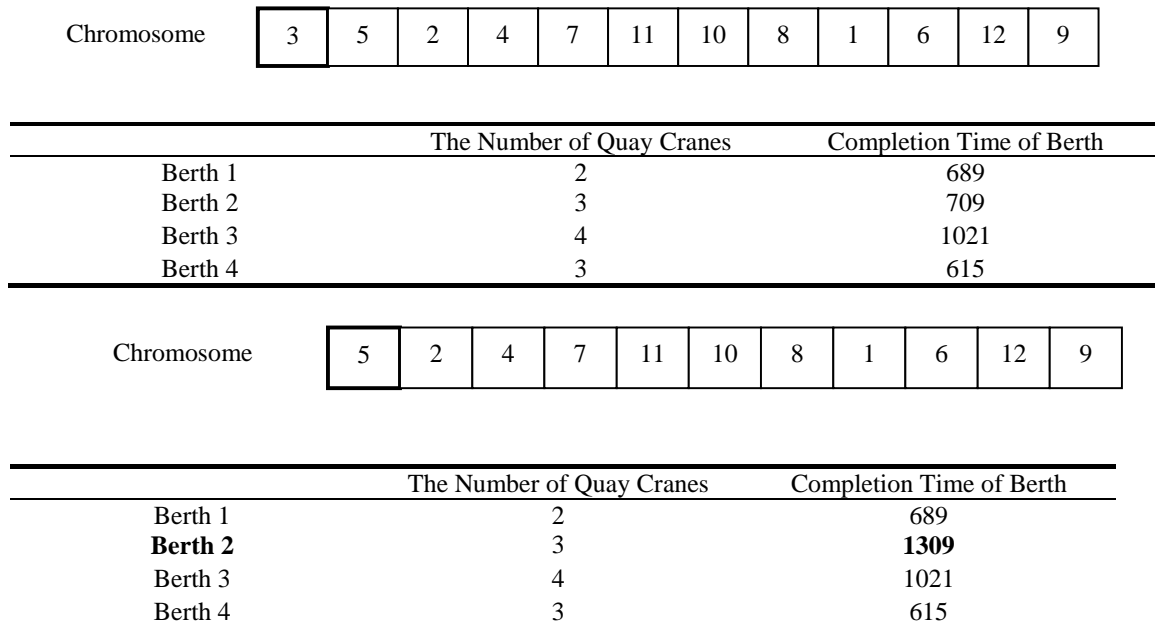 Chromosome 3 5 2 4 7 11 10 8 1 6 12 9
The Number of Quay Cranes Completion Time of Berth
Berth 1 2 689
Berth 2 3 709
Berth 3 4 1021
Berth 4 3 615
Chromosome 5 2 4 7 11 10 8 1 6 12 9
The Number of Quay Cranes Completion Time of Berth
Berth 1 2 689
Berth 2 3 1309
Berth 3 4 1021
Berth 4 3 615